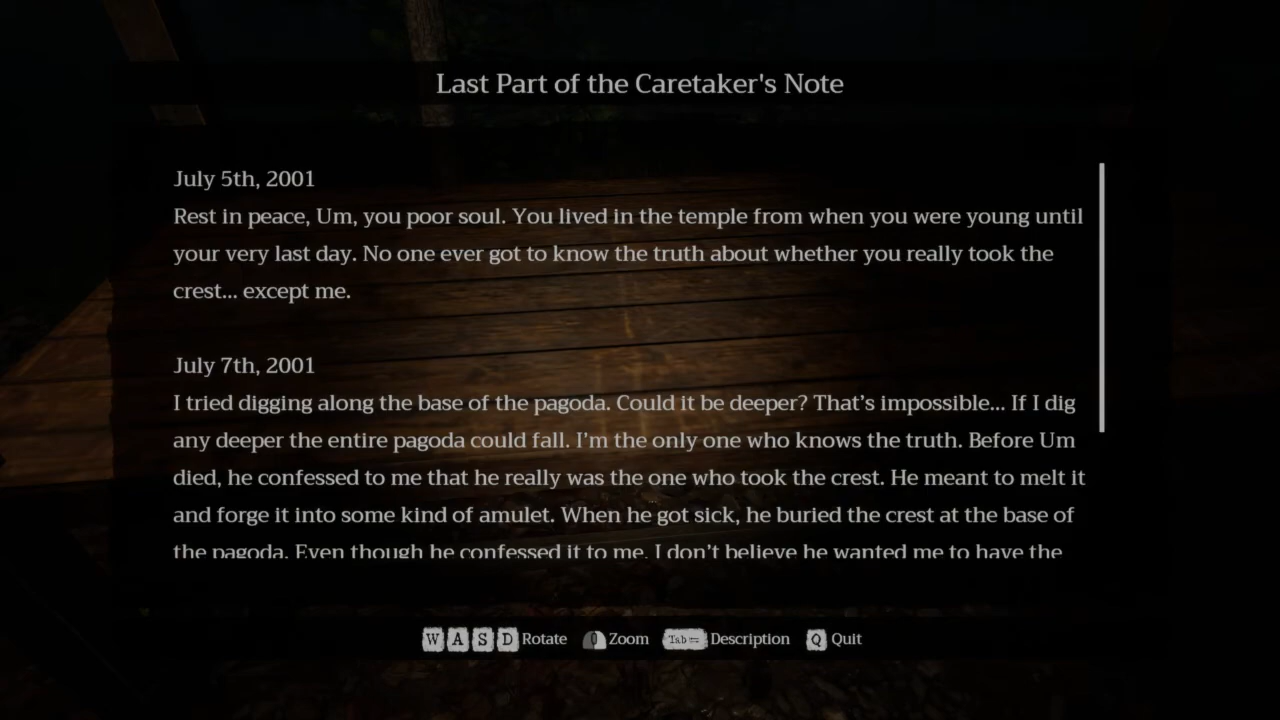 Last Part of the Caretaker's Note
July 5th, 2001
Rest in peace, Um, you poor soul. You lived in the temple from when you were young until
your very last day. No one ever got to know the truth about whether you really took the
crest... except me.
July 7th, 2001
I tried digging along the base of the pagoda. Could it be deeper? That's impossible... If I dig
any deeper the entire pagoda could fall. I'm the only one who knows the truth. Before Um
died, he confessed to me that he really was the one who took the crest. He meant to melt it
and forge it into some kind of amulet. When he got sick, he buried the crest at the base of
the pagoda. Even though he confessed it to me, I don't believe he wanted me to have the
W A S D Rotate Zoom Tab Description Q Quit